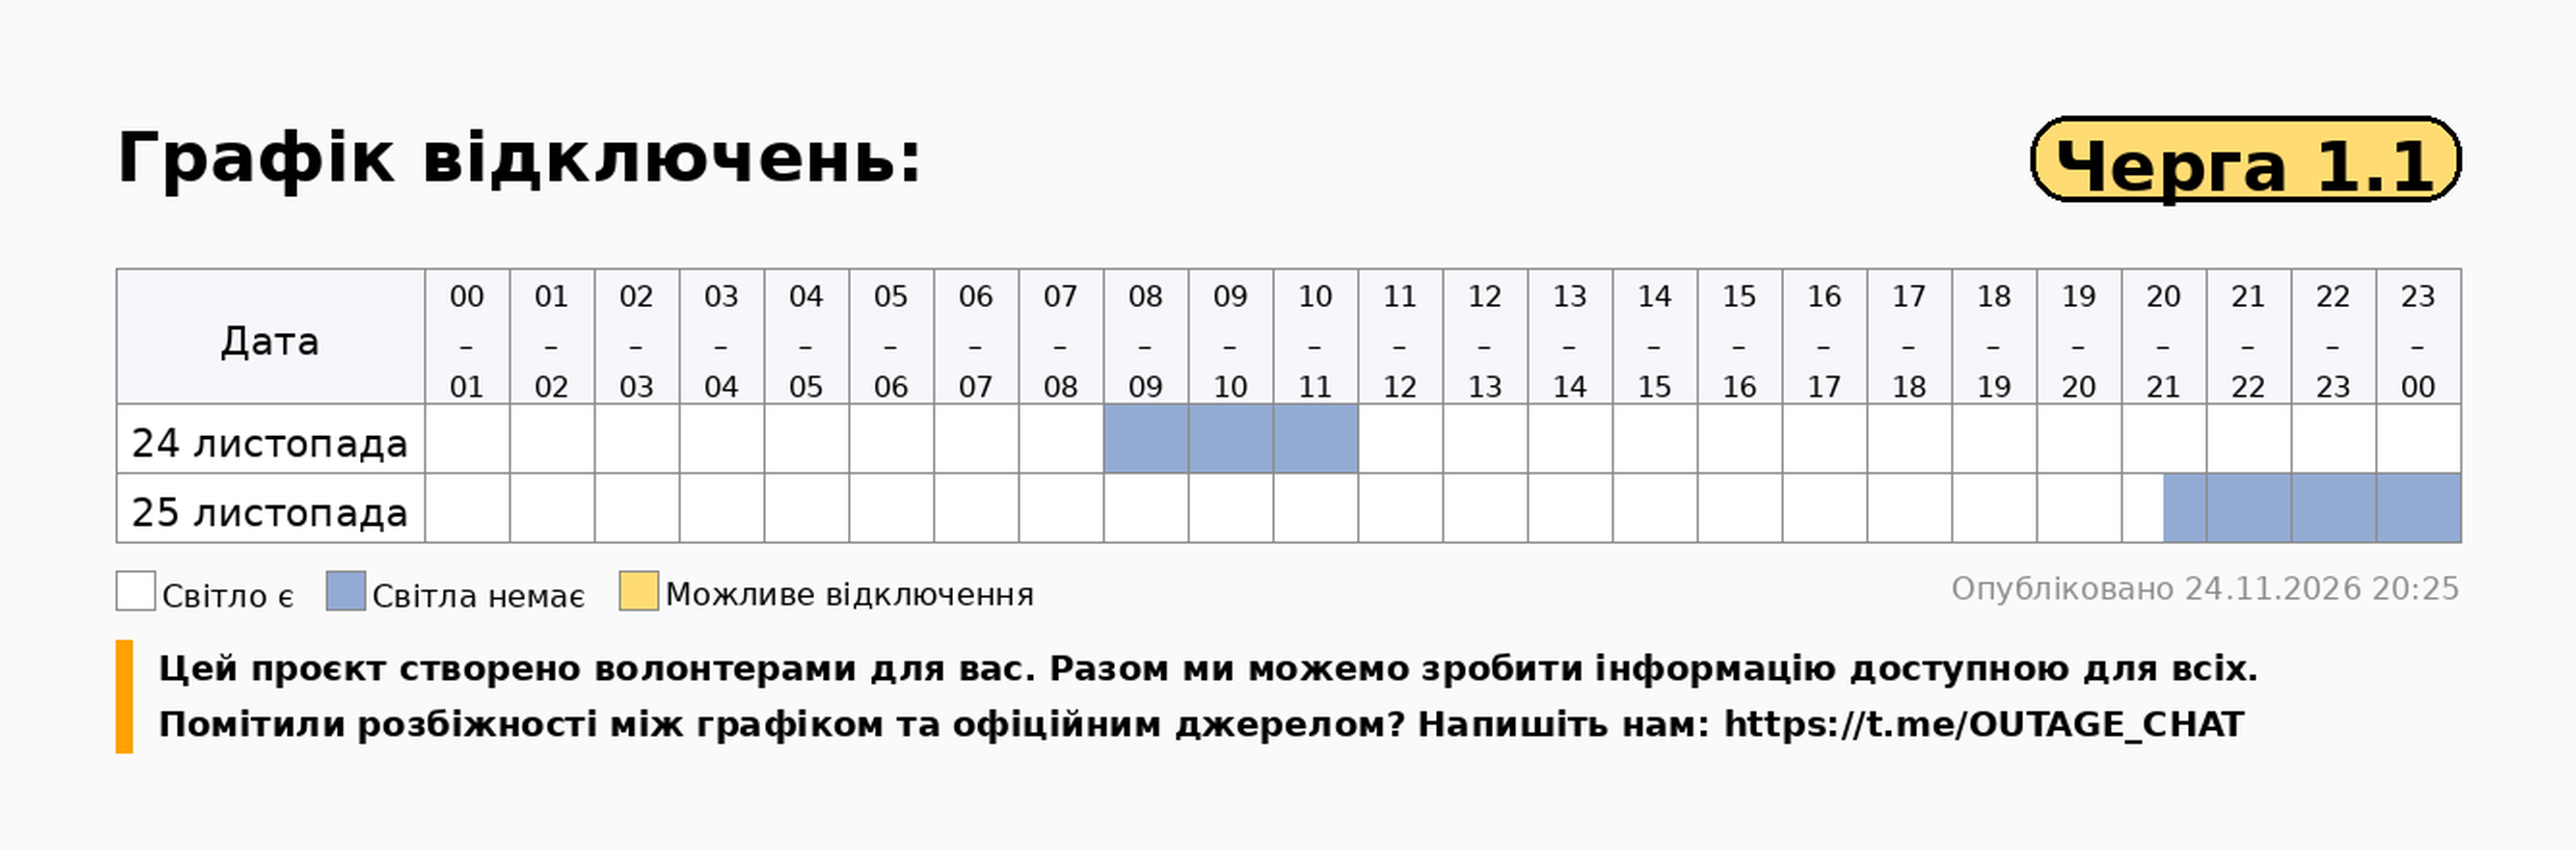 Графік відключень:
Черга 1.1
Дата 00 – 01 01 – 02 02 – 03 03 – 04 04 – 05 05 – 06 06 – 07 07 – 08 08 – 09 09 – 10 10 – 11 11 – 12 12 – 13 13 – 14 14 – 15 15 – 16 16 – 17 17 – 18 18 – 19 19 – 20 20 – 21 21 – 22 22 – 23 23 – 00
24 листопада
25 листопада
Світло є Світла немає Можливе відключення
Опубліковано 24.11.2026 20:25
Цей проєкт створено волонтерами для вас. Разом ми можемо зробити інформацію доступною для всіх.
Помітили розбіжності між графіком та офіційним джерелом? Напишіть нам: https://t.me/OUTAGE_CHAT